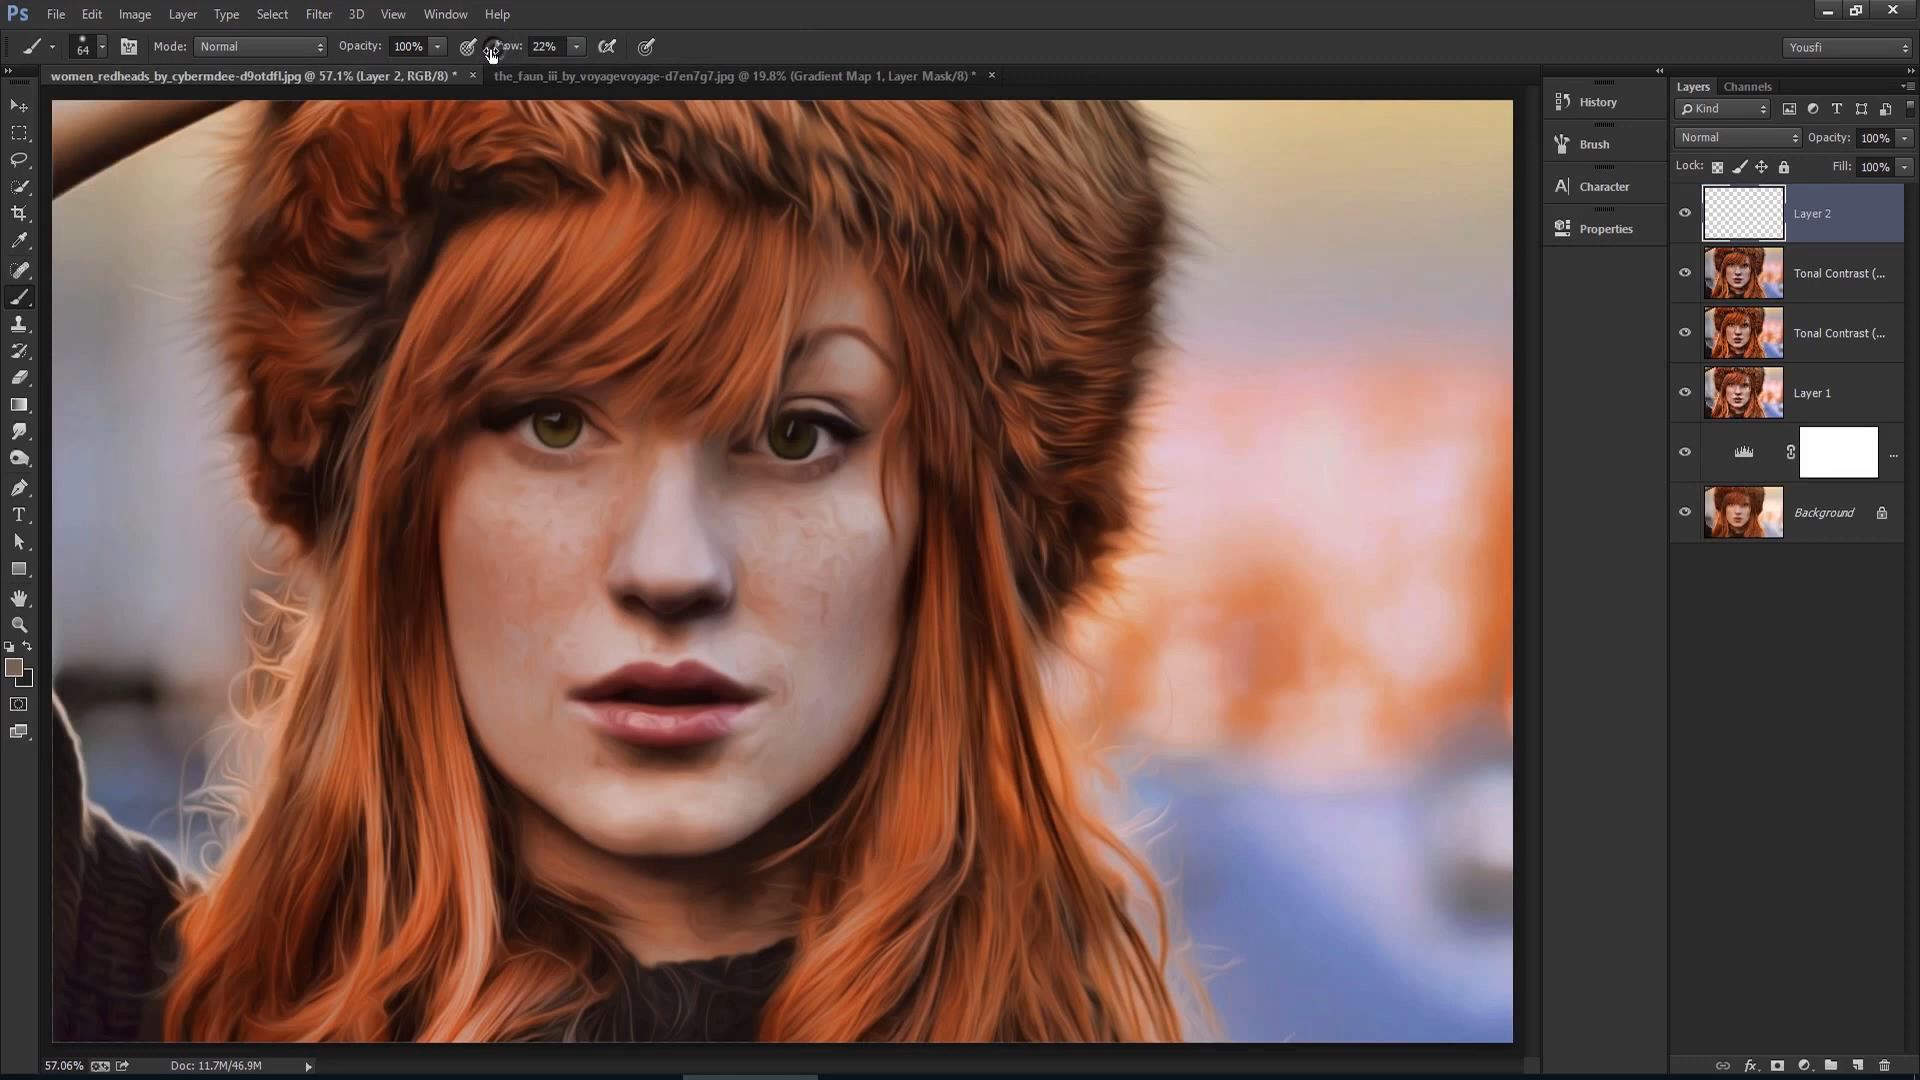 Ps File Edit Image Layer Type Select Filter 3D View Window Help
64 Mode: Normal Opacity: 100% Flow: 22% Yousfi
women_redheads_by_cybermdee-d9otdfl.jpg @ 57.1% (Layer 2, RGB/8) * × the_faun_iii_by_voyagevoyage-d7en7g7.jpg @ 19.8% (Gradient Map 1, Layer Mask/8) * ×
History
Brush
Character
Properties
Layers Channels
Kind
Normal Opacity: 100%
Lock: Fill: 100%
Layer 2
Tonal Contrast (...
Tonal Contrast (...
Layer 1
...
Background
57.06% Doc: 11.7M/46.9M